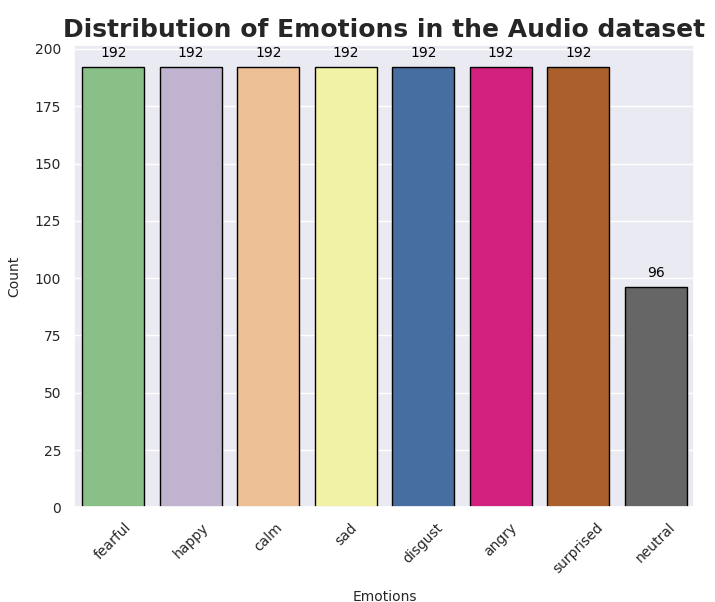 Distribution of Emotions in the Audio dataset
192 192 192 192 192 192 192 96
200
175
150
125
100
75
50
25
0
Count
fearful happy calm sad disgust angry surprised neutral
Emotions